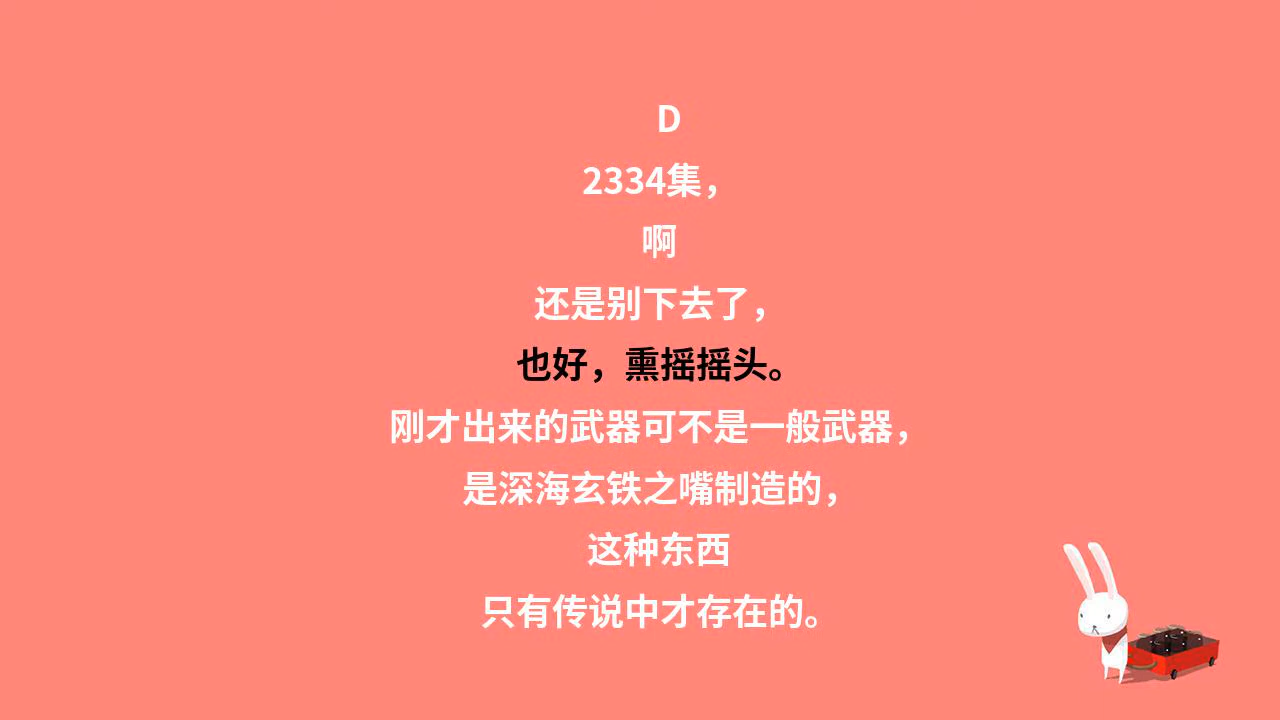 D
2334集，
啊
还是别下去了，
也好，熏摇摇头。
刚才出来的武器可不是一般武器，
是深海玄铁之嘴制造的，
这种东西
只有传说中才存在的。